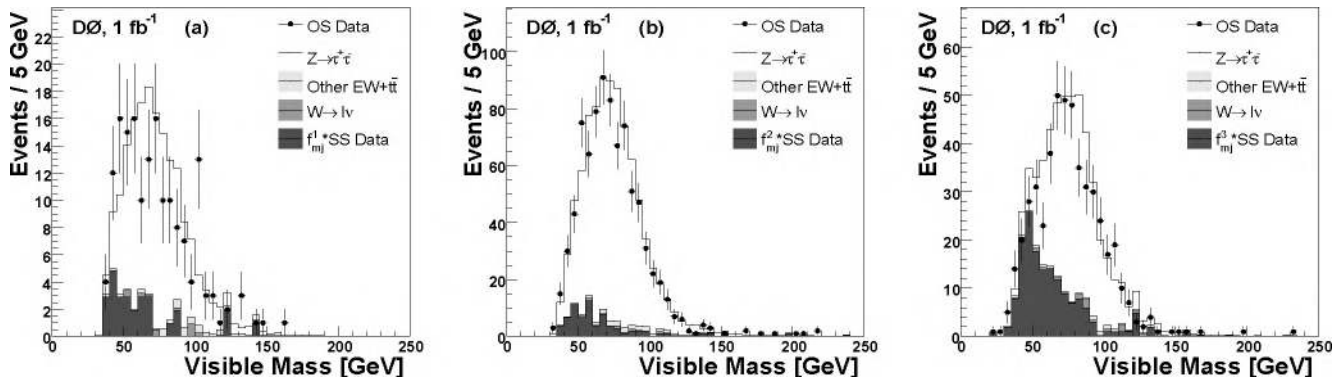 DØ, 1 fb⁻¹ (a)
OS Data
Z→τ⁺τ⁻
Other EW+tt̄
W→lν
f¹mj*SS Data
Events / 5 GeV
22
20
18
16
14
12
10
8
6
4
2
0
0 50 100 150 200 250
Visible Mass [GeV]
DØ, 1 fb⁻¹ (b)
OS Data
Z→τ⁺τ⁻
Other EW+tt̄
W→lν
f²mj*SS Data
Events / 5 GeV
100
80
60
40
20
0
0 50 100 150 200 250
Visible Mass [GeV]
DØ, 1 fb⁻¹ (c)
OS Data
Z→τ⁺τ⁻
Other EW+tt̄
W→lν
f³mj*SS Data
Events / 5 GeV
60
50
40
30
20
10
0
0 50 100 150 200 250
Visible Mass [GeV]